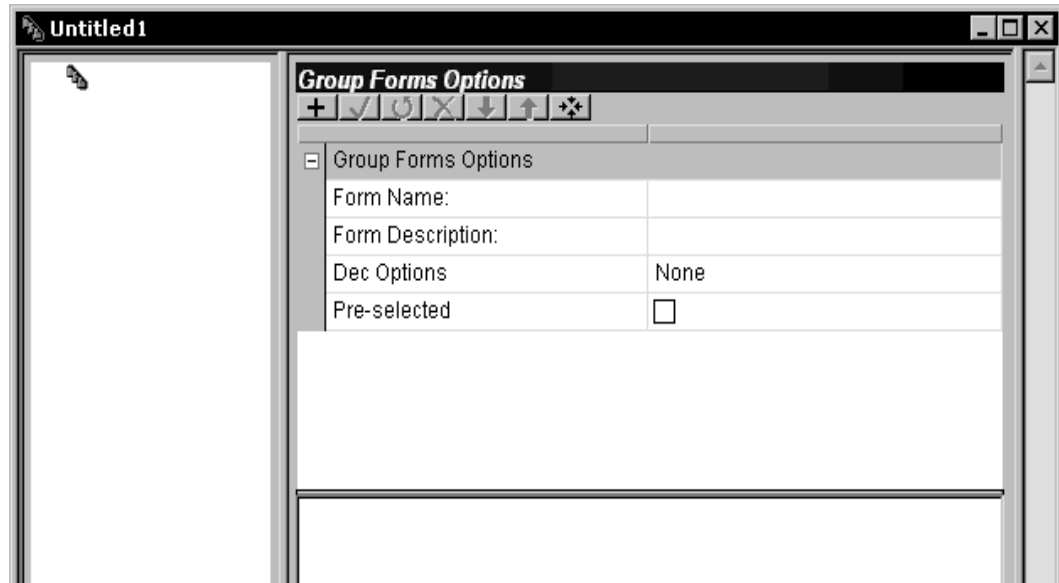 Untitled1
Group Forms Options
Group Forms Options
Form Name:
Form Description:
Dec Options None
Pre-selected